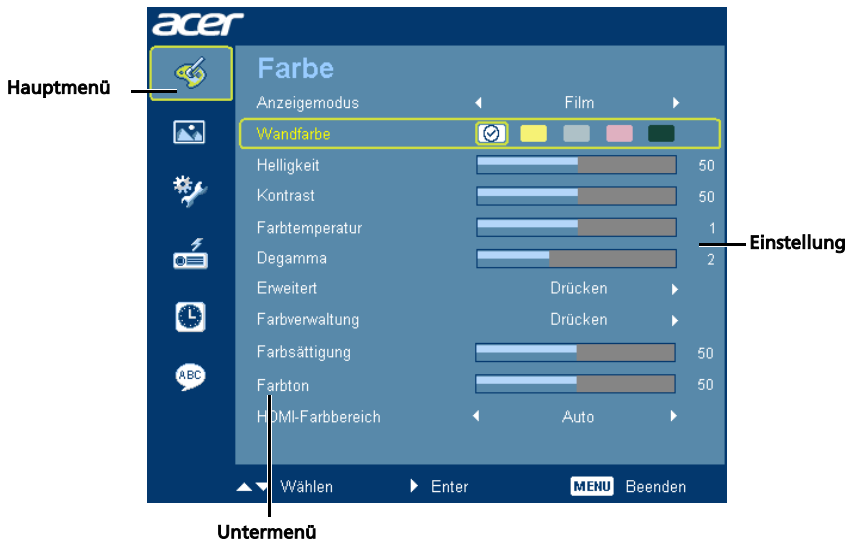 acer
Hauptmenü
Farbe
Anzeigemodus Film
Wandfarbe
Helligkeit 50
Kontrast 50
Farbtemperatur 1
Einstellung
Degamma 2
Erweitert Drücken
Farbverwaltung Drücken
Farbsättigung 50
ABC
Farbton 50
HDMI-Farbbereich Auto
Wählen Enter MENU Beenden
Untermenü